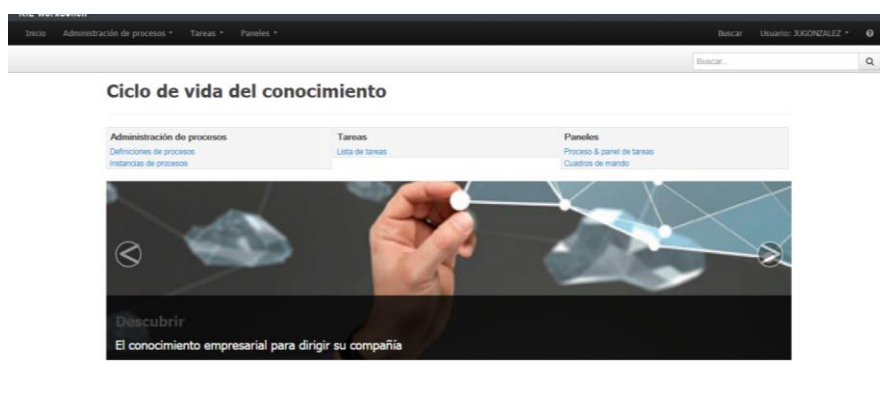 Inicio Administración de procesos Tareas Paneles Buscar Usuario: JUGONZALEZ
Buscar...
Ciclo de vida del conocimiento
Administración de procesos Tareas Paneles
Definiciones de procesos Lista de tareas Proceso & panel de tareas
Instancias de procesos Cuadros de mando
Descubrir
El conocimiento empresarial para dirigir su compañía